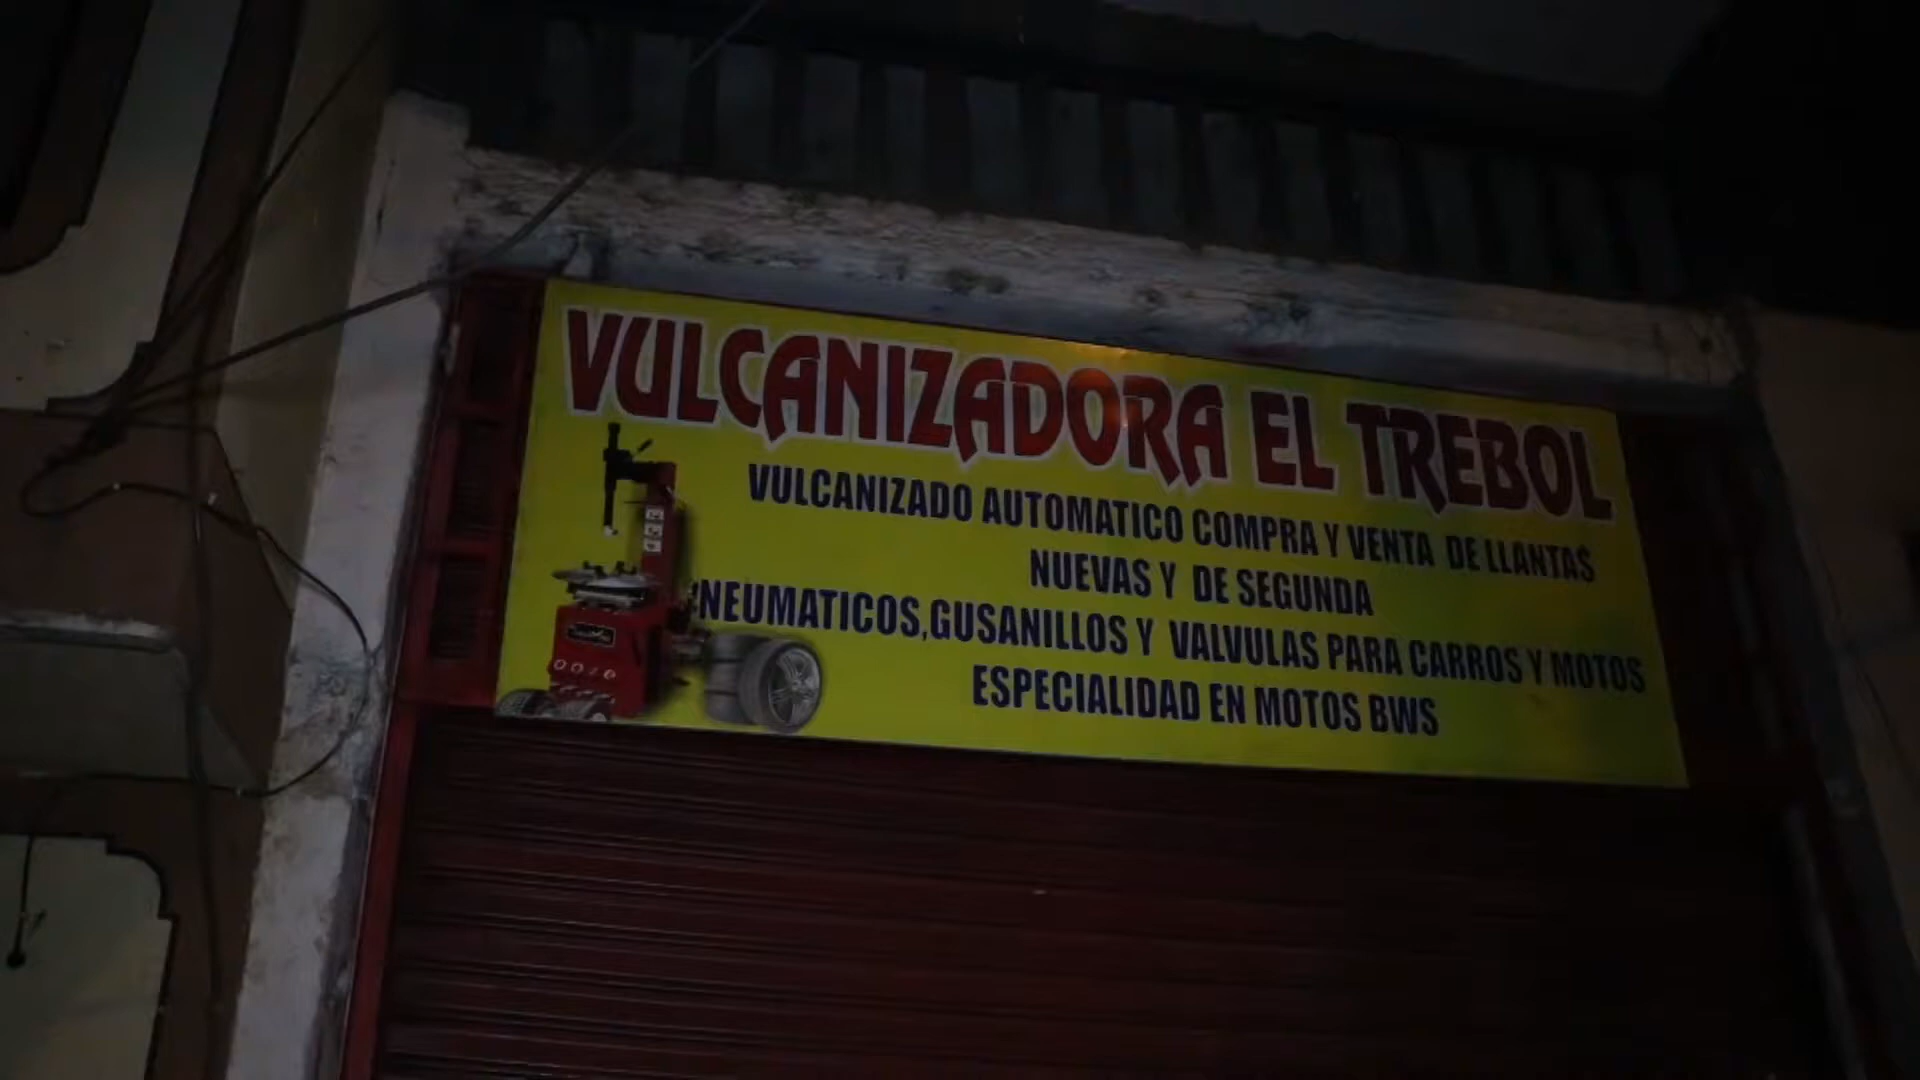 VULCANIZADORA EL TREBOL
VULCANIZADO AUTOMATICO COMPRA Y VENTA DE LLANTAS
NUEVAS Y DE SEGUNDA
NEUMATICOS,GUSANILLOS Y VALVULAS PARA CARROS Y MOTOS
ESPECIALIDAD EN MOTOS BWS